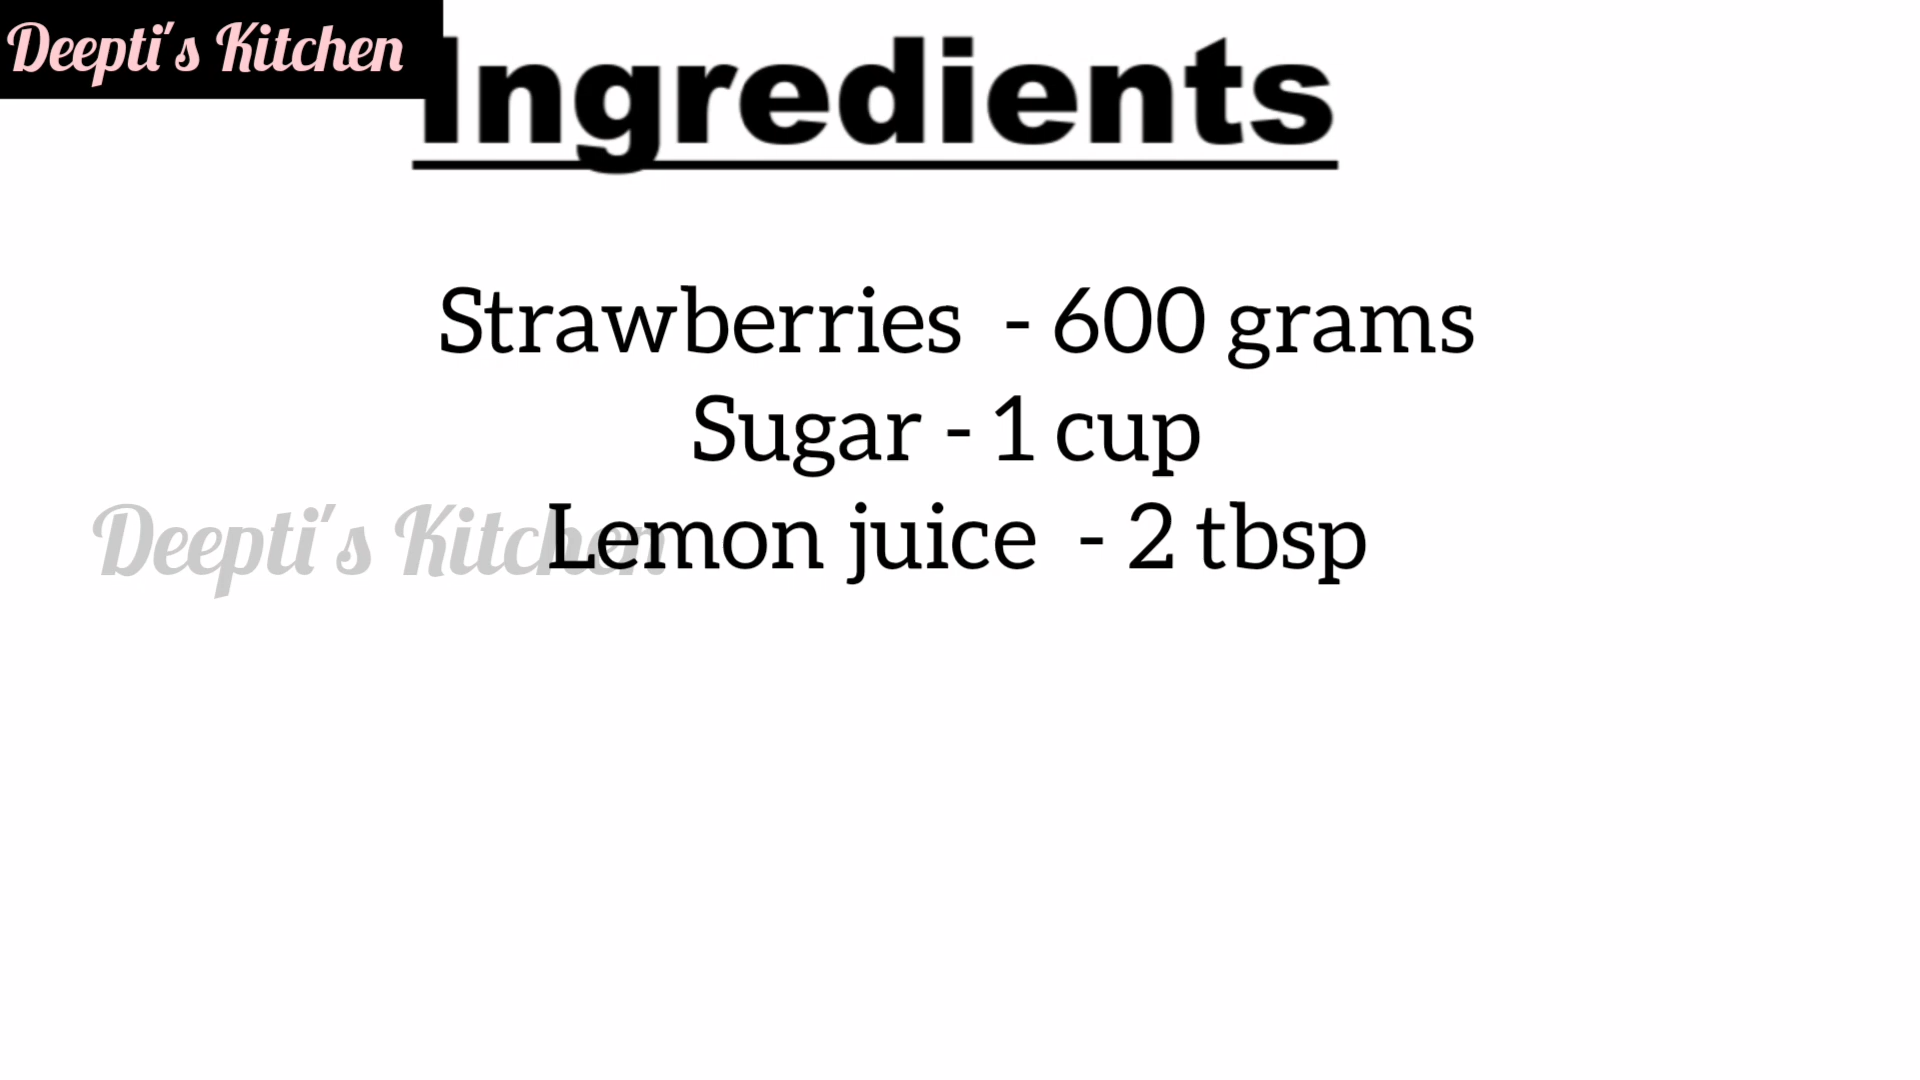 Deepti's Kitchen
Ingredients
Strawberries - 600 grams
Sugar - 1 cup
Lemon juice - 2 tbsp
Deepti's Kitchen